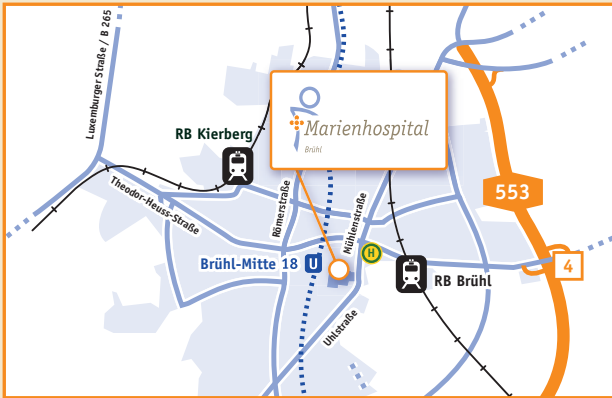 Luxemburger Straße / B 265
RB Kierberg
Marienhospital
Brühl
Theodor-Heuss-Straße
Römerstraße
Mühlenstraße
553
Brühl-Mitte 18 U
H
4
RB Brühl
Uhlstraße